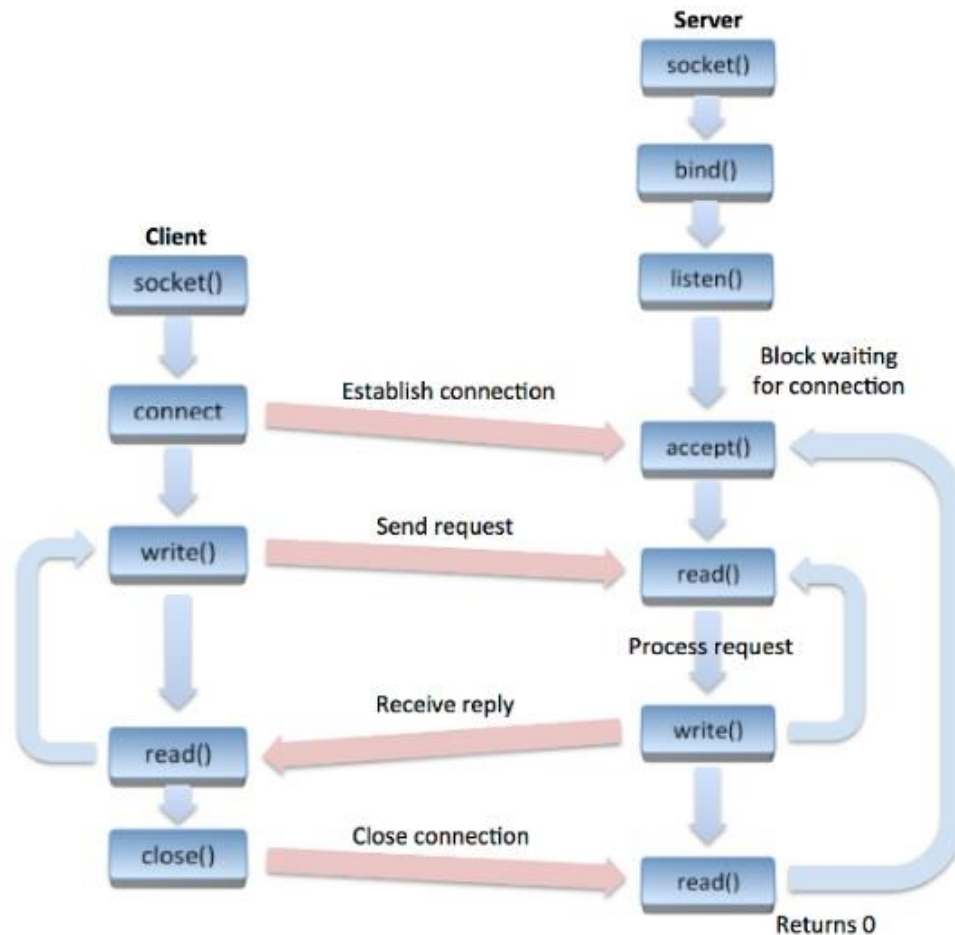 Server
socket()
bind()
Client
listen()
socket()
Block waiting
for connection
Establish connection
connect
accept()
Send request
write()
read()
Process request
Receive reply
write()
read()
Close connection
close()
read()
Returns 0